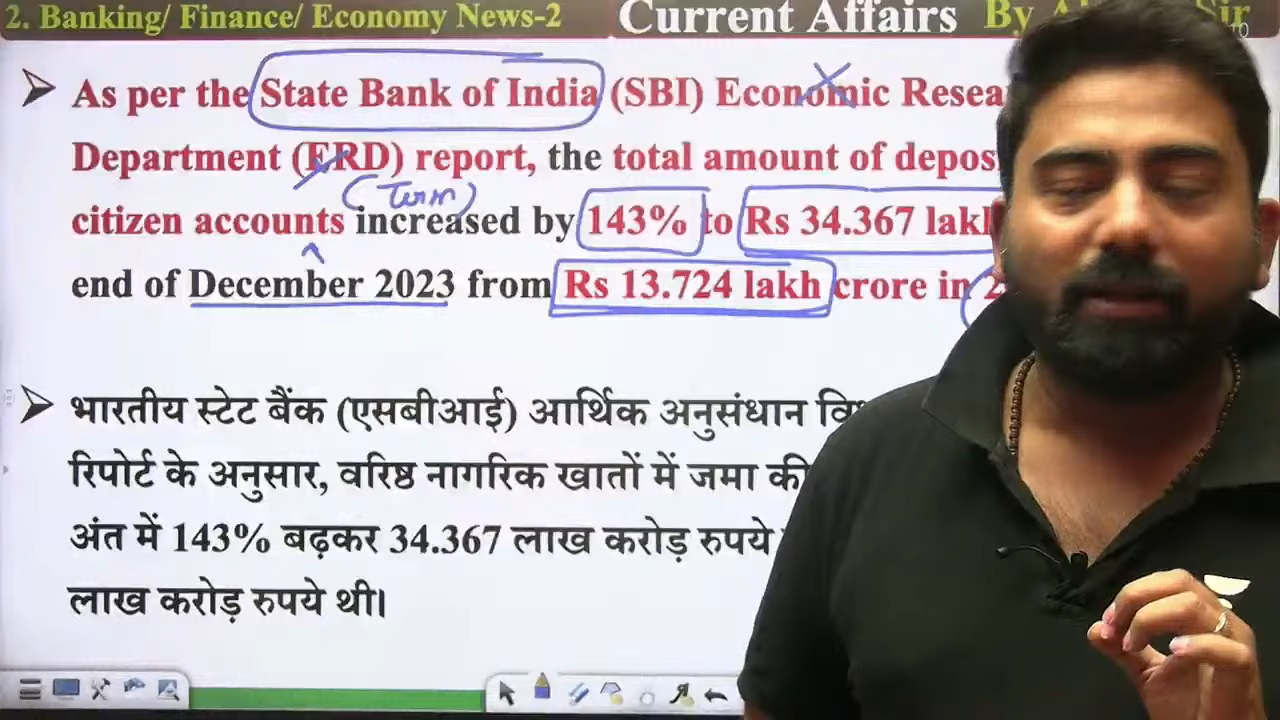 2. Banking/ Finance/ Economy News-2 Current Affairs By Sir
As per the State Bank of India (SBI) Economic
Department (ERD) report, the total amount of
(Term)
citizen accounts increased by 143% to Rs 34.367
end of December 2023 from Rs 13.724 lakh crore in
भारतीय स्टेट बैंक (एसबीआई) आर्थिक अनुसंधान
रिपोर्ट के अनुसार, वरिष्ठ नागरिक खातों में जमा की
अंत में 143% बढ़कर 34.367 लाख करोड़ रुपये
लाख करोड़ रुपये थी।